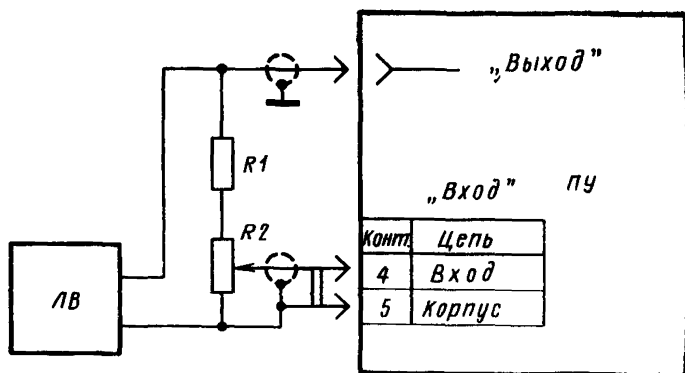 „Выход"
R1
„Вход" ПУ
R2
Конт. Цепь
4 Вход
5 Корпус
ЛВ